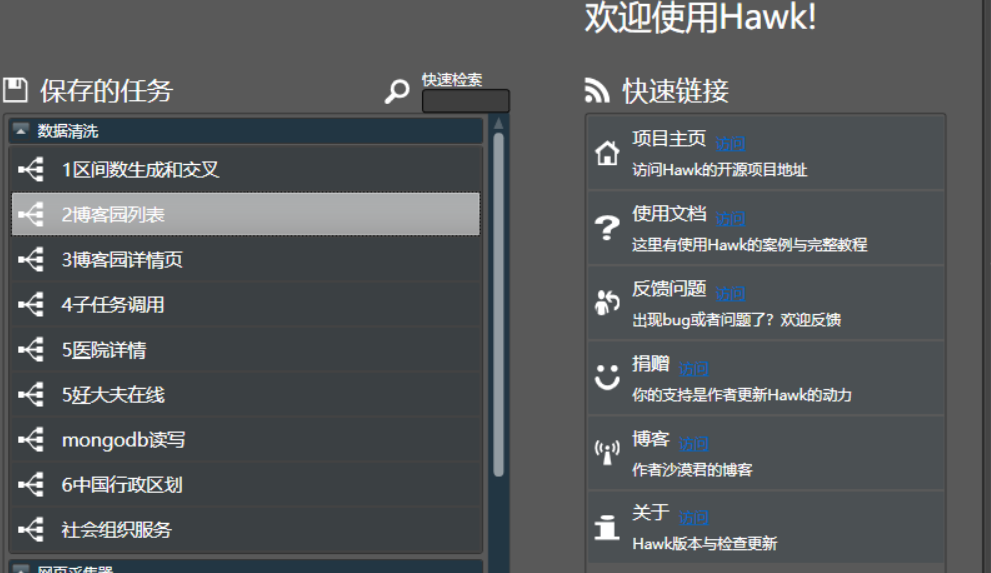 欢迎使用Hawk!
保存的任务
快速检索
数据清洗
1区间数生成和交叉
2博客园列表
3博客园详情页
4子任务调用
5医院详情
5好大夫在线
mongodb读写
6中国行政区划
社会组织服务
网页采集器
快速链接
项目主页 访问
访问Hawk的开源项目地址
使用文档 访问
这里有使用Hawk的案例与完整教程
反馈问题 访问
出现bug或者问题了？欢迎反馈
捐赠 访问
你的支持是作者更新Hawk的动力
博客 访问
作者沙漠君的博客
关于 访问
Hawk版本与检查更新